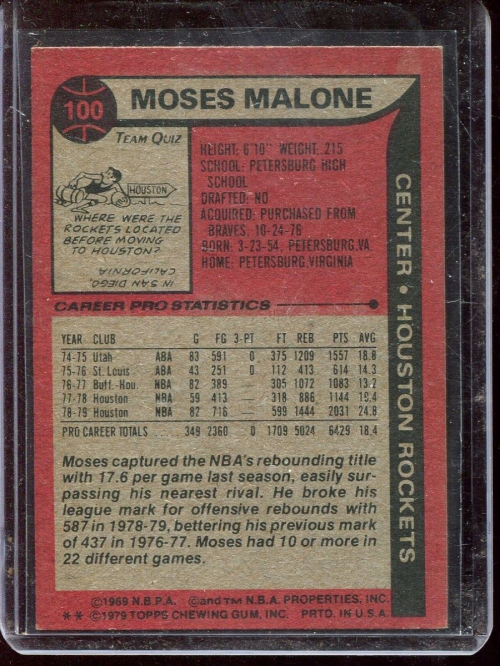 100
MOSES MALONE
TEAM QUIZ
HOUSTON
WHERE WERE THE
ROCKETS LOCATED
BEFORE MOVING
TO HOUSTON?
IN SAN DIEGO,
CALIFORNIA
HEIGHT: 6'10" WEIGHT: 215
SCHOOL: PETERSBURG HIGH
SCHOOL
DRAFTED: NO
ACQUIRED: PURCHASED FROM
BRAVES, 10-24-76
BORN: 3-23-54, PETERSBURG, VA.
HOME: PETERSBURG, VIRGINIA
CENTER • HOUSTON ROCKETS
CAREER PRO STATISTICS
YEAR CLUB G FG 3-PT FT REB PTS AVG
74-75 Utah ABA 83 591 0 375 1209 1557 18.8
75-76 St. Louis ABA 43 251 0 112 413 614 14.3
76-77 Buff.-Hou. NBA 82 389 — 305 1072 1083 13.2
77-78 Houston NBA 59 413 — 318 886 1144 19.4
78-79 Houston NBA 82 716 — 599 1444 2031 24.8
PRO CAREER TOTALS 349 2360 0 1709 5024 6429 18.4
Moses captured the NBA's rebounding title
with 17.6 per game last season, easily sur-
passing his nearest rival. He broke his
league mark for offensive rebounds with
587 in 1978-79, bettering his previous mark
of 437 in 1976-77. Moses had 10 or more in
22 different games.
©1969 N.B.P.A. ©and TM N.B.A. PROPERTIES, INC.
** ©1979 TOPPS CHEWING GUM, INC. PRTD. IN U.S.A.